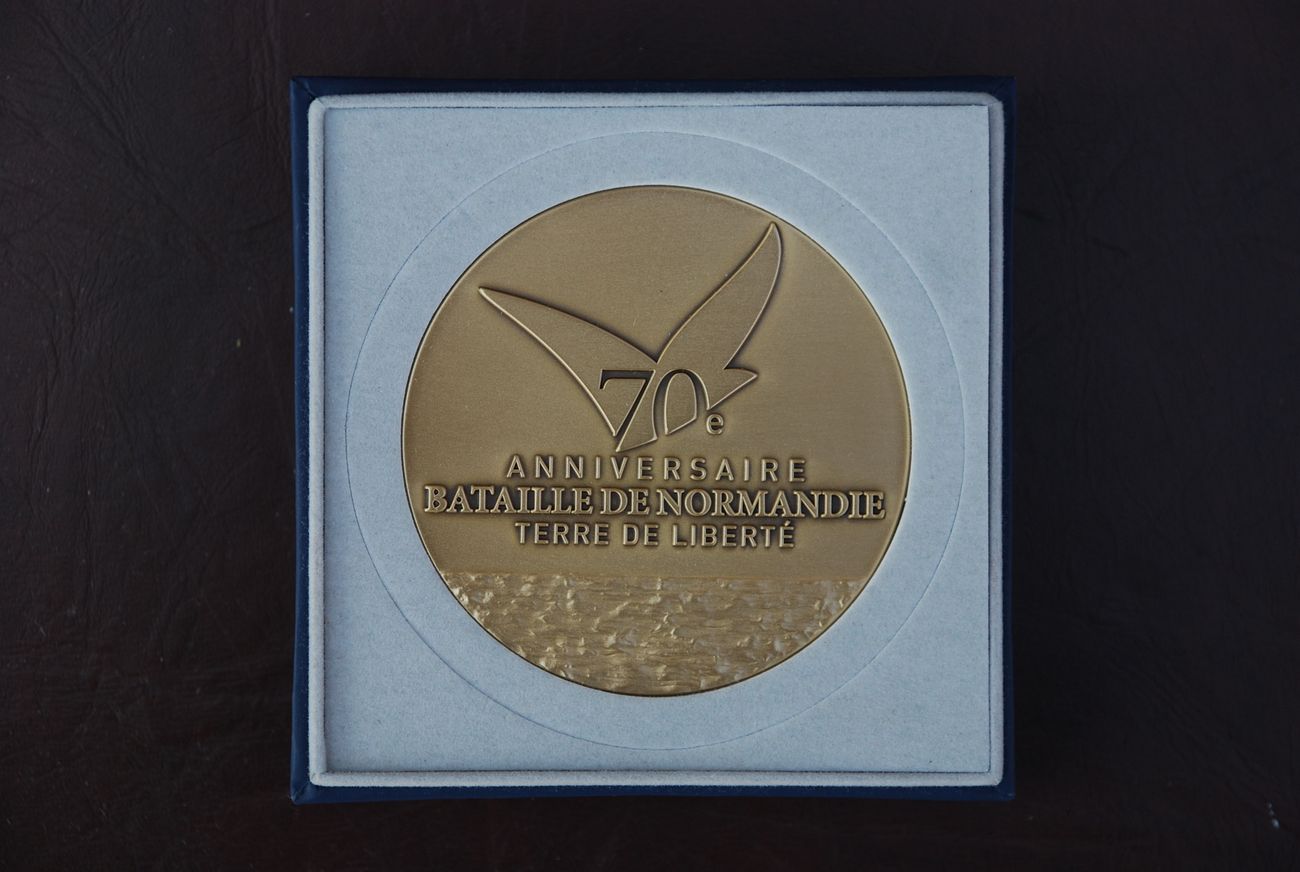 70e
ANNIVERSAIRE
BATAILLE DE NORMANDIE
TERRE DE LIBERTÉ